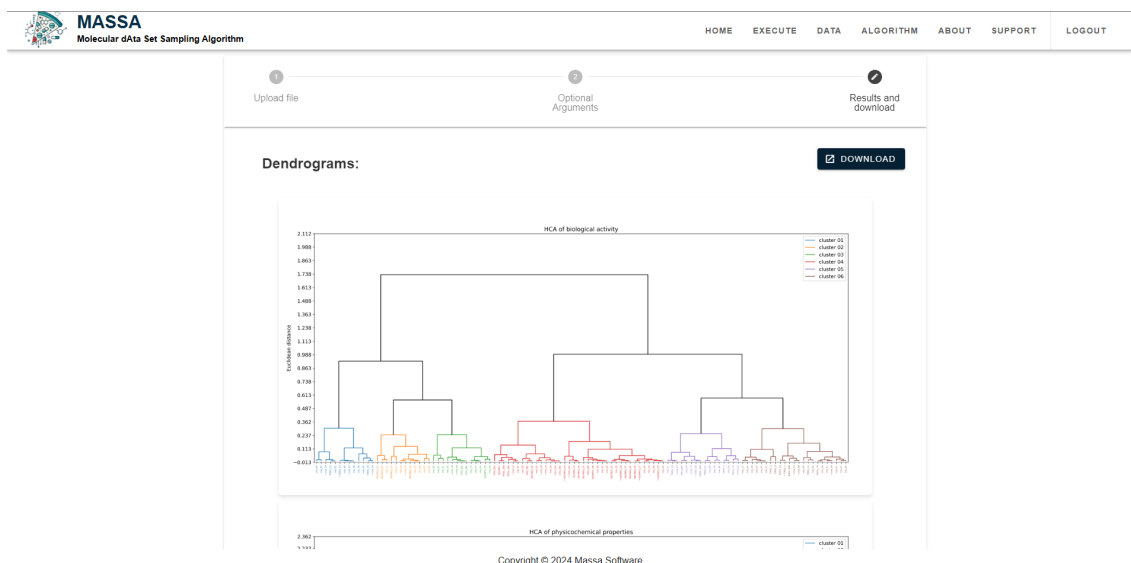 MASSA
Molecular dAta Set Sampling Algorithm
HOME EXECUTE DATA ALGORITHM ABOUT SUPPORT LOGOUT
1
2
Upload file
Optional
Arguments
Results and
download
Dendrograms:
DOWNLOAD
HCA of biological activity
2.112
1.988
1.863
1.738
1.613
1.488
1.363
1.238
1.113
0.988
0.863
0.738
0.613
0.487
0.362
0.237
0.113
−0.013
Euclidean distance
cluster 01
cluster 02
cluster 03
cluster 04
cluster 05
cluster 06
HCA of physicochemical properties
2.362
cluster 01
Copyright © 2024 Massa Software